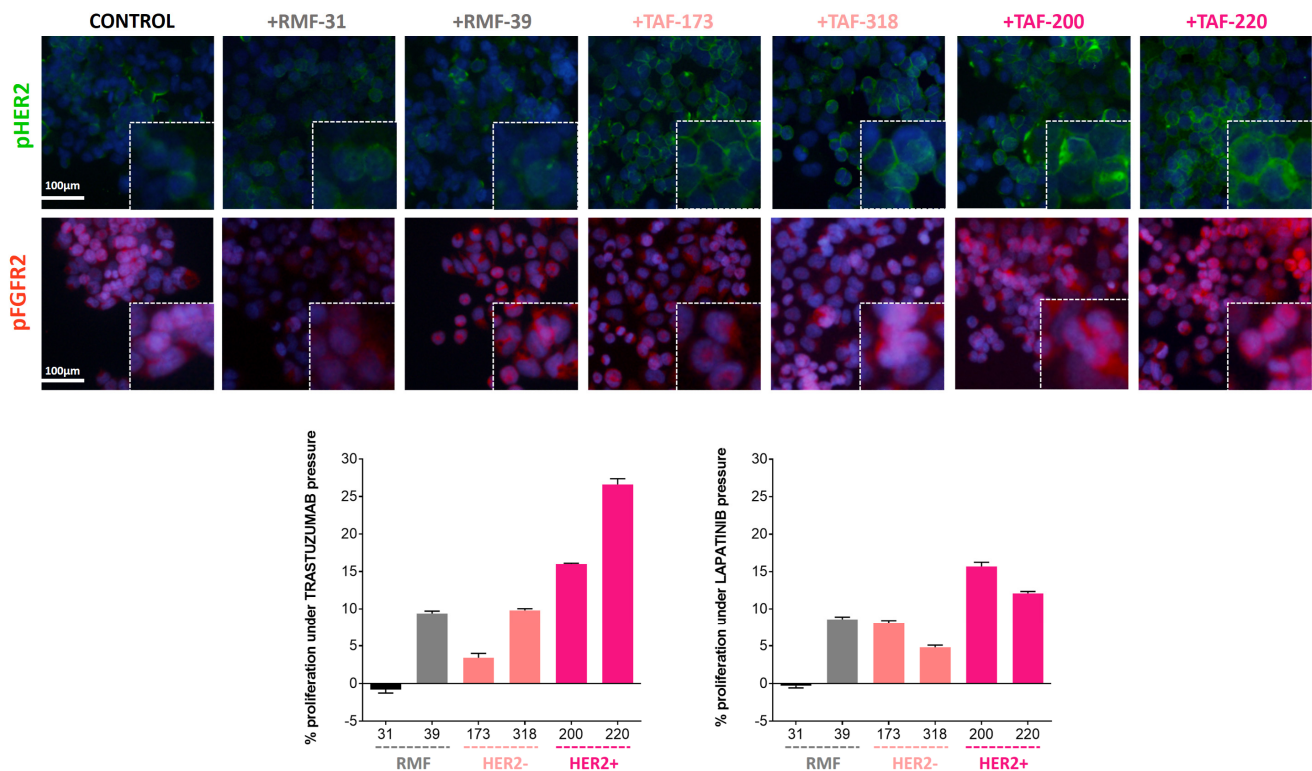 CONTROL +RMF-31 +RMF-39 +TAF-173 +TAF-318 +TAF-200 +TAF-220
pHER2
100µm
pFGFR2
100µm
% proliferation under TRASTUZUMAB pressure
30
25
20
15
10
5
0
-5
31 39 173 318 200 220
RMF HER2- HER2+
% proliferation under LAPATINIB pressure
30
25
20
15
10
5
0
-5
31 39 173 318 200 220
RMF HER2- HER2+